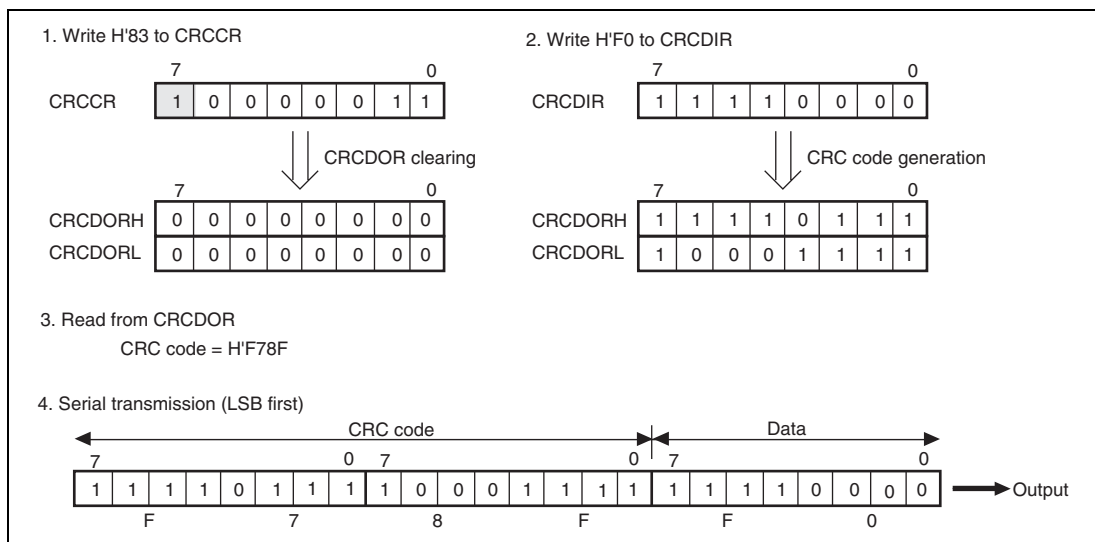 1. Write H'83 to CRCCR
7 0
CRCCR 1 0 0 0 0 0 1 1
CRCDOR clearing
7 0
CRCDORH 0 0 0 0 0 0 0 0
CRCDORL 0 0 0 0 0 0 0 0
2. Write H'F0 to CRCDIR
7 0
CRCDIR 1 1 1 1 0 0 0 0
CRC code generation
7 0
CRCDORH 1 1 1 1 0 1 1 1
CRCDORL 1 0 0 0 1 1 1 1
3. Read from CRCDOR
CRC code = H'F78F
4. Serial transmission (LSB first)
CRC code Data
7 0 7 0 7 0
1 1 1 1 0 1 1 1 1 0 0 0 1 1 1 1 1 1 1 1 0 0 0 0 Output
F 7 8 F F 0